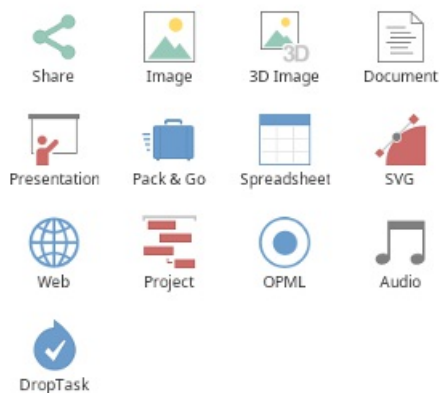 Share
Image
3D
3D Image
Document
Presentation
Pack & Go
Spreadsheet
SVG
Web
Project
OPML
Audio
DropTask